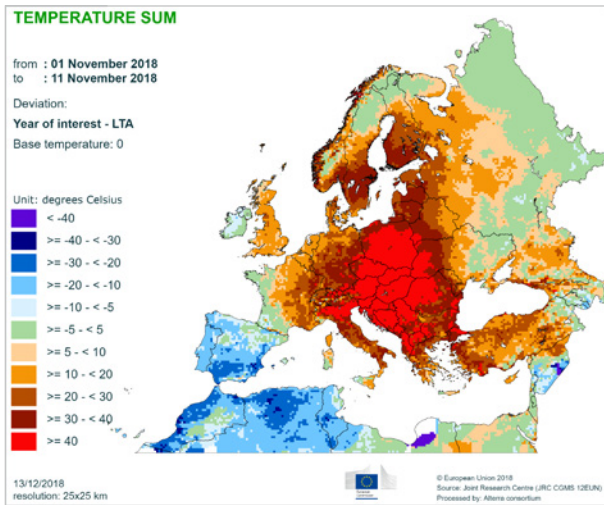 TEMPERATURE SUM
from : 01 November 2018
to : 11 November 2018
Deviation:
Year of interest - LTA
Base temperature: 0
Unit: degrees Celsius
< -40
>= -40 - < -30
>= -30 - < -20
>= -20 - < -10
>= -10 - < -5
>= -5 - < 5
>= 5 - < 10
>= 10 - < 20
>= 20 - < 30
>= 30 - < 40
>= 40
13/12/2018
resolution: 25x25 km
© European Union 2018
Source: Joint Research Centre (JRC CGMS 12EUN)
Processed by: Alterra consortium